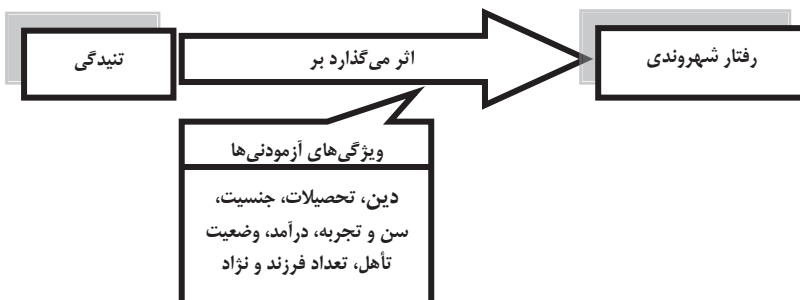 تنیدگی
اثر می‌گذارد بر
رفتار شهروندی
ویژگی‌های آزمودنی‌ها
دین، تحصیلات، جنسیت،
سن و تجربه، درآمد، وضعیت
تأهل، تعداد فرزند و نژاد